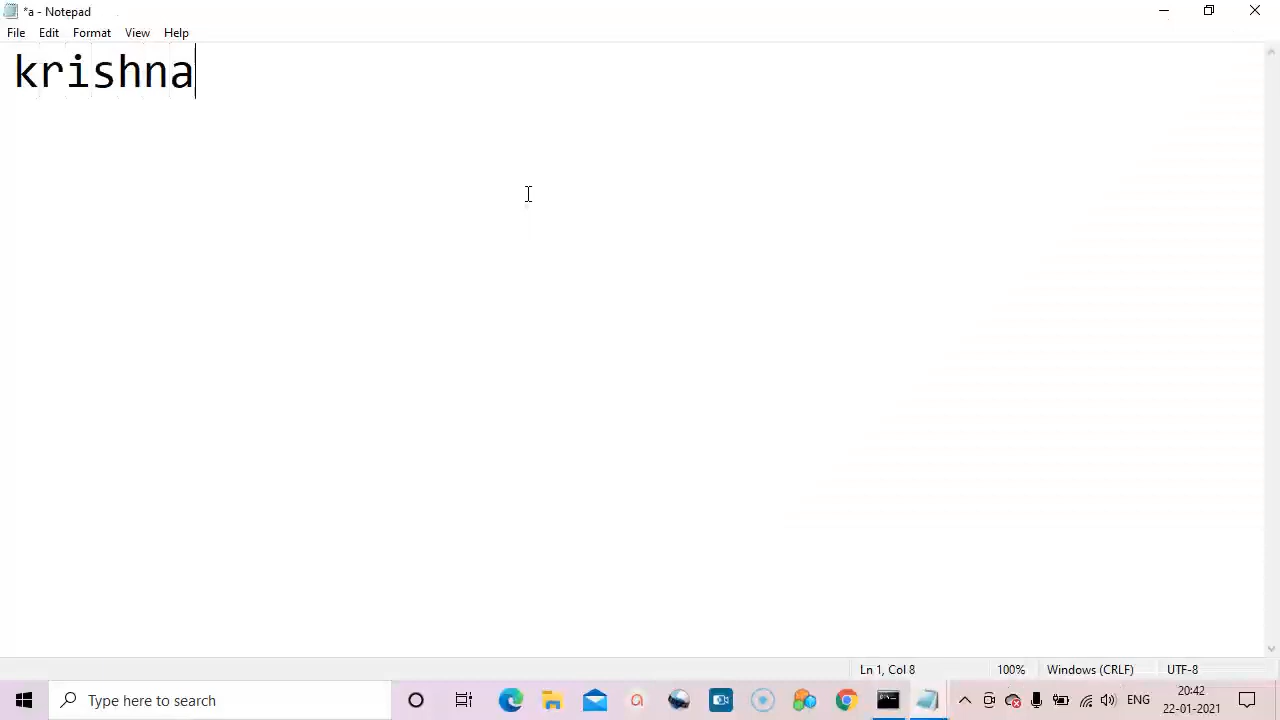 *a - Notepad
File Edit Format View Help
krishna
Ln 1, Col 8 100% Windows (CRLF) UTF-8
Type here to search
ENG
20:42
22-01-2021